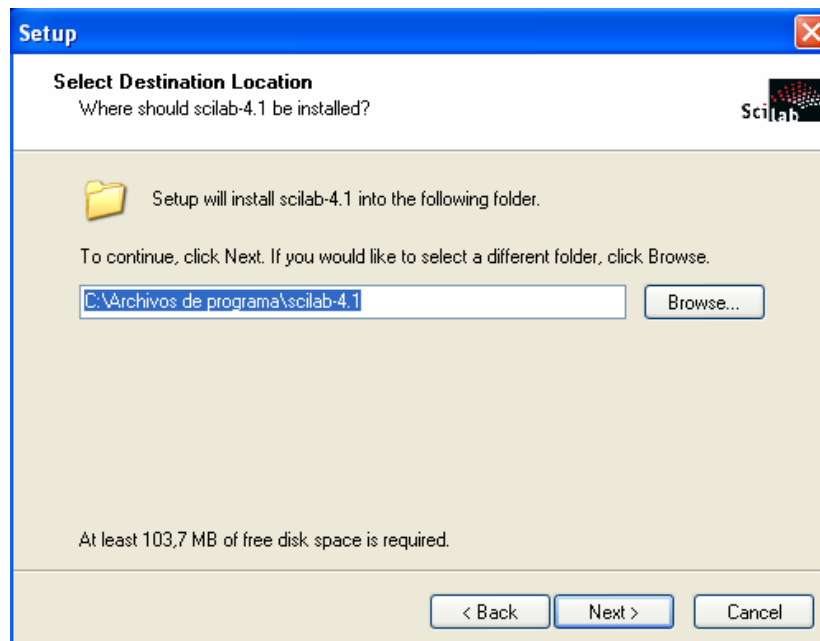 Setup
Select Destination Location
Where should scilab-4.1 be installed?
Scilab
Setup will install scilab-4.1 into the following folder.
To continue, click Next. If you would like to select a different folder, click Browse.
C:\Archivos de programa\scilab-4.1
Browse...
At least 103,7 MB of free disk space is required.
< Back
Next >
Cancel